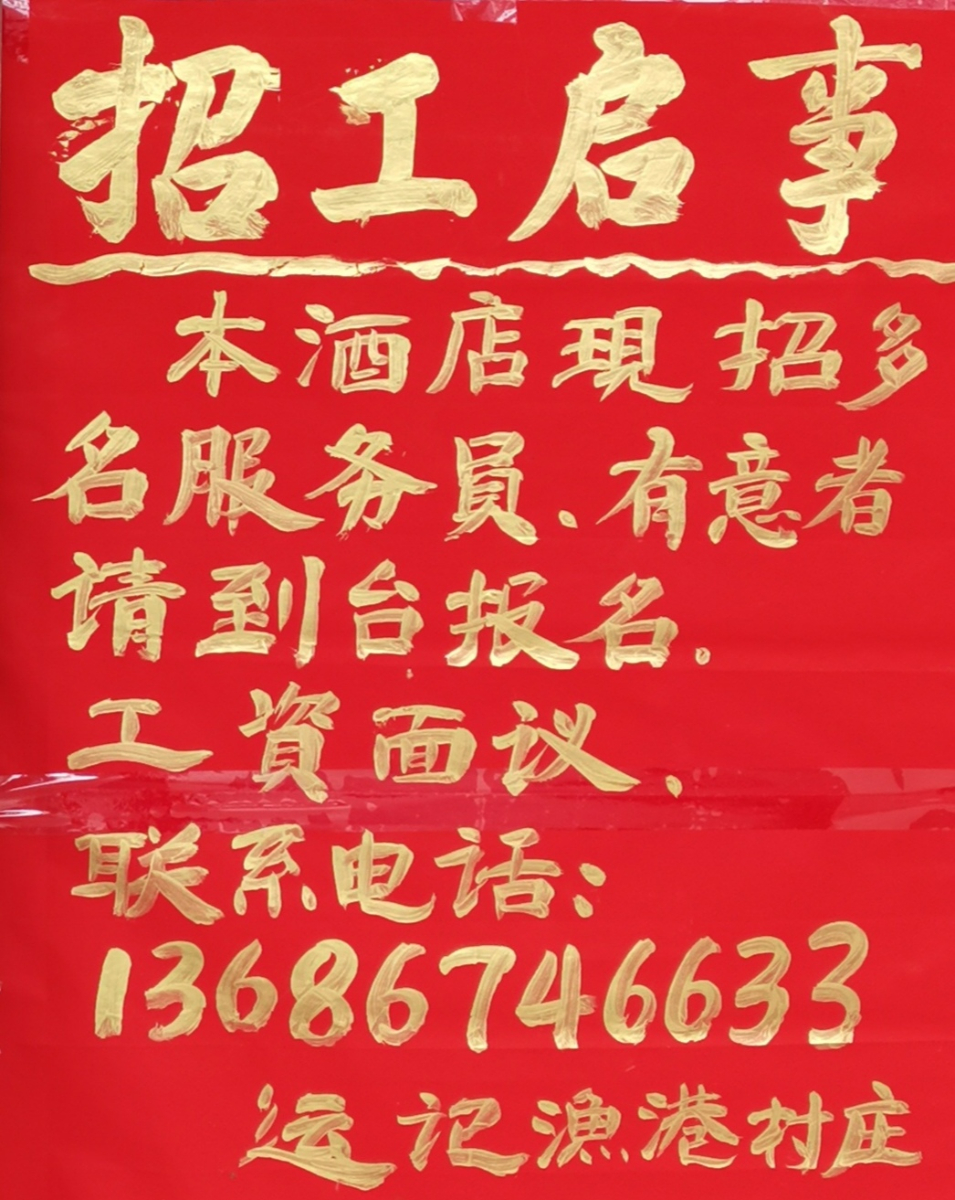 招工启事
本酒店現招多
名服务員、有意者
请到台报名.
工資面议、
联系电话：
13686746633
运记漁港村庄